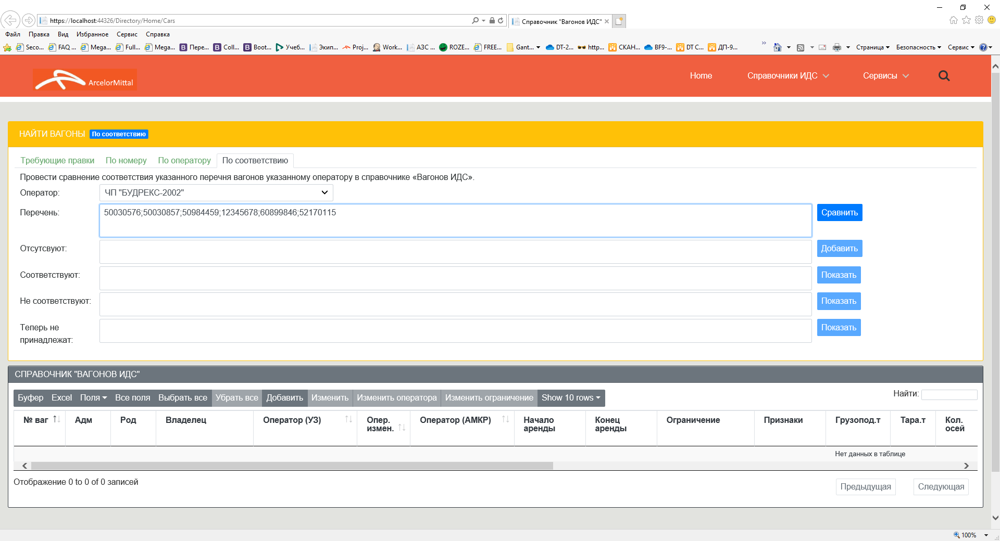 https://localhost:44326/Directory/Home/Cars
Справочник "Вагонов ИДС"
Файл Правка Вид Избранное Сервис Справка
Seco... FAQ ... Mega... Full... Mega... Пере... Coll... Boot... Учеб... Экип... Proj... Work... АЗС ... ROZE... FREE... Gant... DT-2... http... СКАН... BF9-... DT C... ДП-9... Страница Безопасность Сервис
ArcelorMittal
Home Справочники ИДС Сервисы
НАЙТИ ВАГОНЫ По соответствию
Требующие правки По номеру По оператору По соответствию
Провести сравнение соответствия указанного перечня вагонов указанному оператору в справочнике «Вагонов ИДС».
Оператор: ЧП "БУДРЕКС-2002"
Перечень: 50030576;50030857;50984459;12345678;60899846;52170115 Сравнить
Отсутсвуют: Добавить
Соответствуют: Показать
Не соответствуют: Показать
Теперь не Показать
принадлежат:
СПРАВОЧНИК "ВАГОНОВ ИДС"
Буфер Excel Поля Все поля Выбрать все Убрать все Добавить Изменить Изменить оператора Изменить ограничение Show 10 rows Найти:
№ ваг Адм Род Владелец Оператор (УЗ) Опер. Оператор (АМКР) Начало Конец Ограничение Признаки Грузопод.т Тара.т Кол.
измен. аренды аренды осей
Нет данных в таблице
Отображение 0 to 0 of 0 записей
Предыдущая Следующая
100%